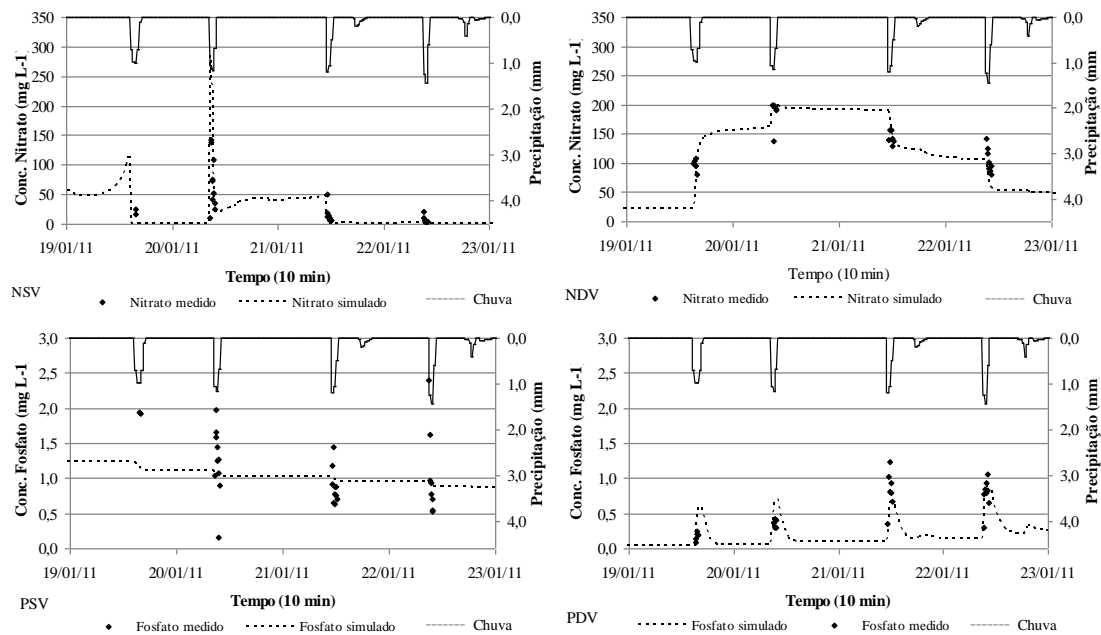 350 300 250 200 150 100 50 0
Conc. Nitrato (mg L-1)
0,0 1,0 2,0 3,0 4,0
Precipitação (mm
19/01/11 20/01/11 21/01/11 22/01/11 23/01/11
Tempo (10 min)
NSV
Nitrato medido Nitrato simulado Chuva
350 300 250 200 150 100 50 0
Conc. Nitrato (mg L-1)
0,0 1,0 2,0 3,0 4,0
Precipitação (mm
19/01/11 20/01/11 21/01/11 22/01/11 23/01/11
Tempo (10 min)
NDV
Nitrato medido Nitrato simulado Chuva
3,0 2,5 2,0 1,5 1,0 0,5 0,0
Conc. Fosfato (mg L-1
0,0 1,0 2,0 3,0 4,0
Precipitação (mm
19/01/11 20/01/11 21/01/11 22/01/11 23/01/11
Tempo (10 min)
PSV
Fosfato medido Fosfato simulado Chuva
3,0 2,5 2,0 1,5 1,0 0,5 0,0
Conc. Fosfato (mg L-1
0,0 1,0 2,0 3,0 4,0
Precipitação (mm
19/01/11 20/01/11 21/01/11 22/01/11 23/01/11
Tempo (10 min)
PDV
Fosfato simulado Fosfato medido Chuva